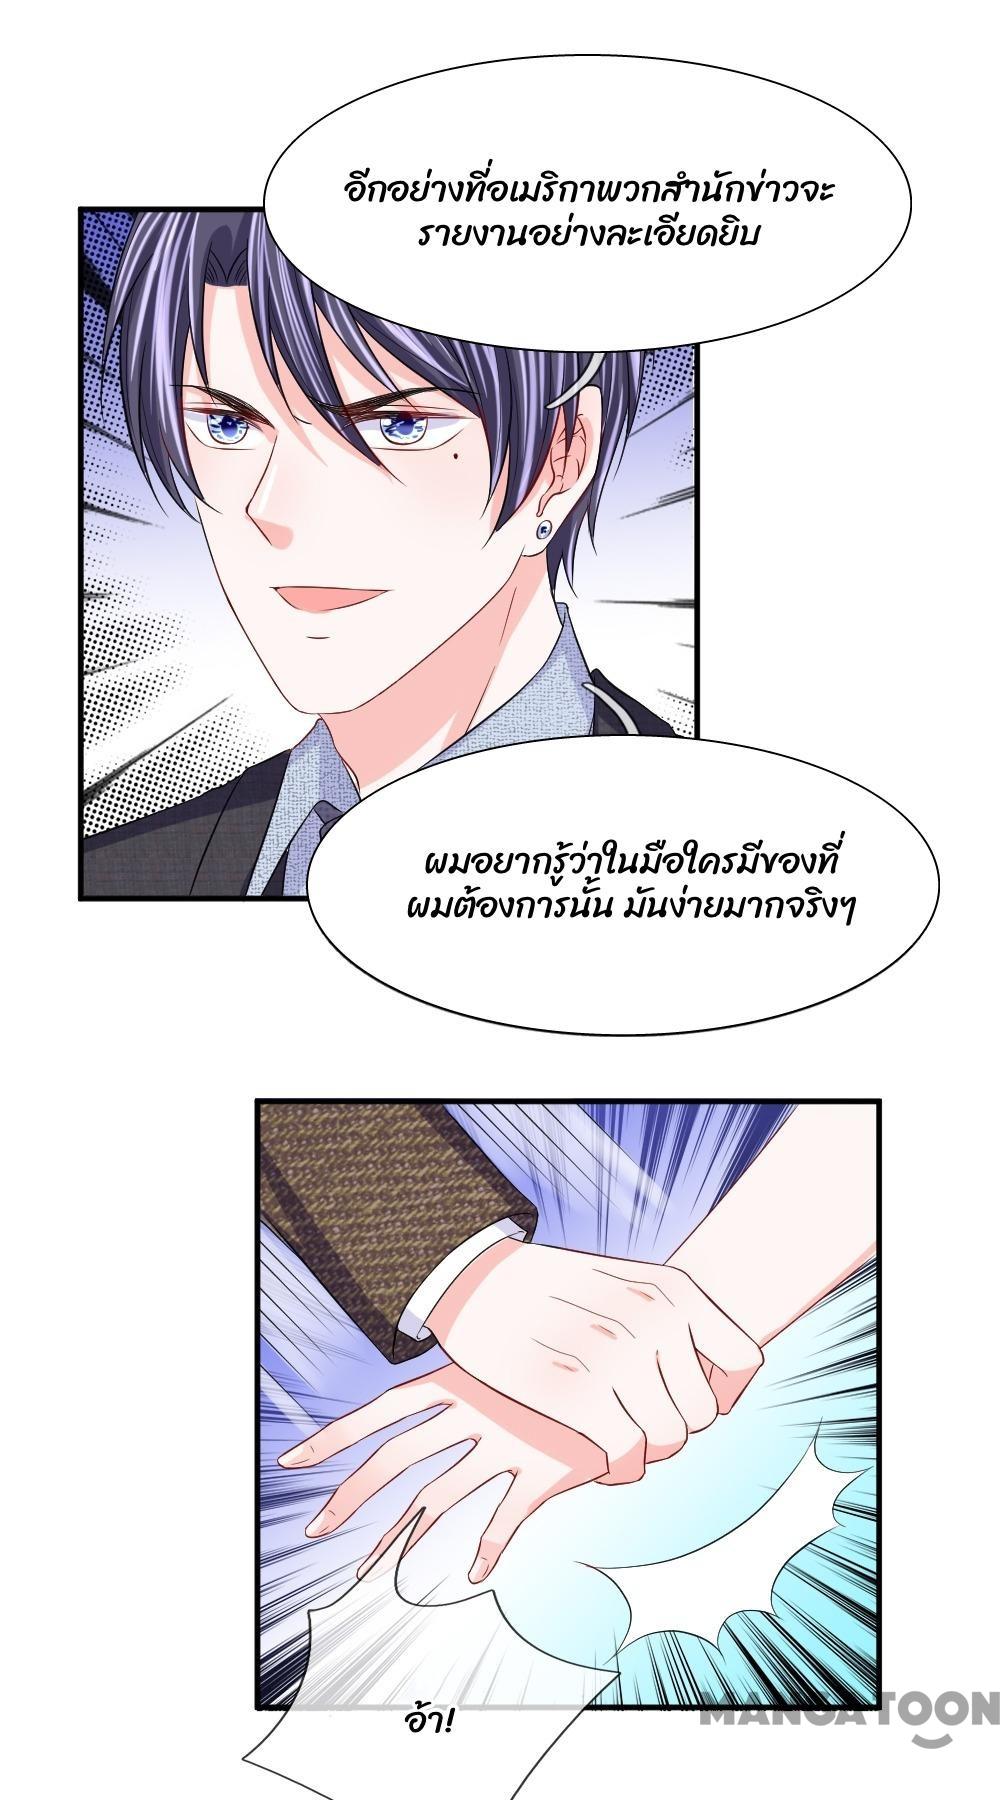 อีกอย่างที่อเมริกาพวกสำนักข่าวจะ
รายงานอย่างละเอียดยิบ
ผมอยากรู้ว่าในมือใครมีของที่
ผมต้องการนั้น มันง่ายมากจริงๆ
อ้า!
MANGATOON